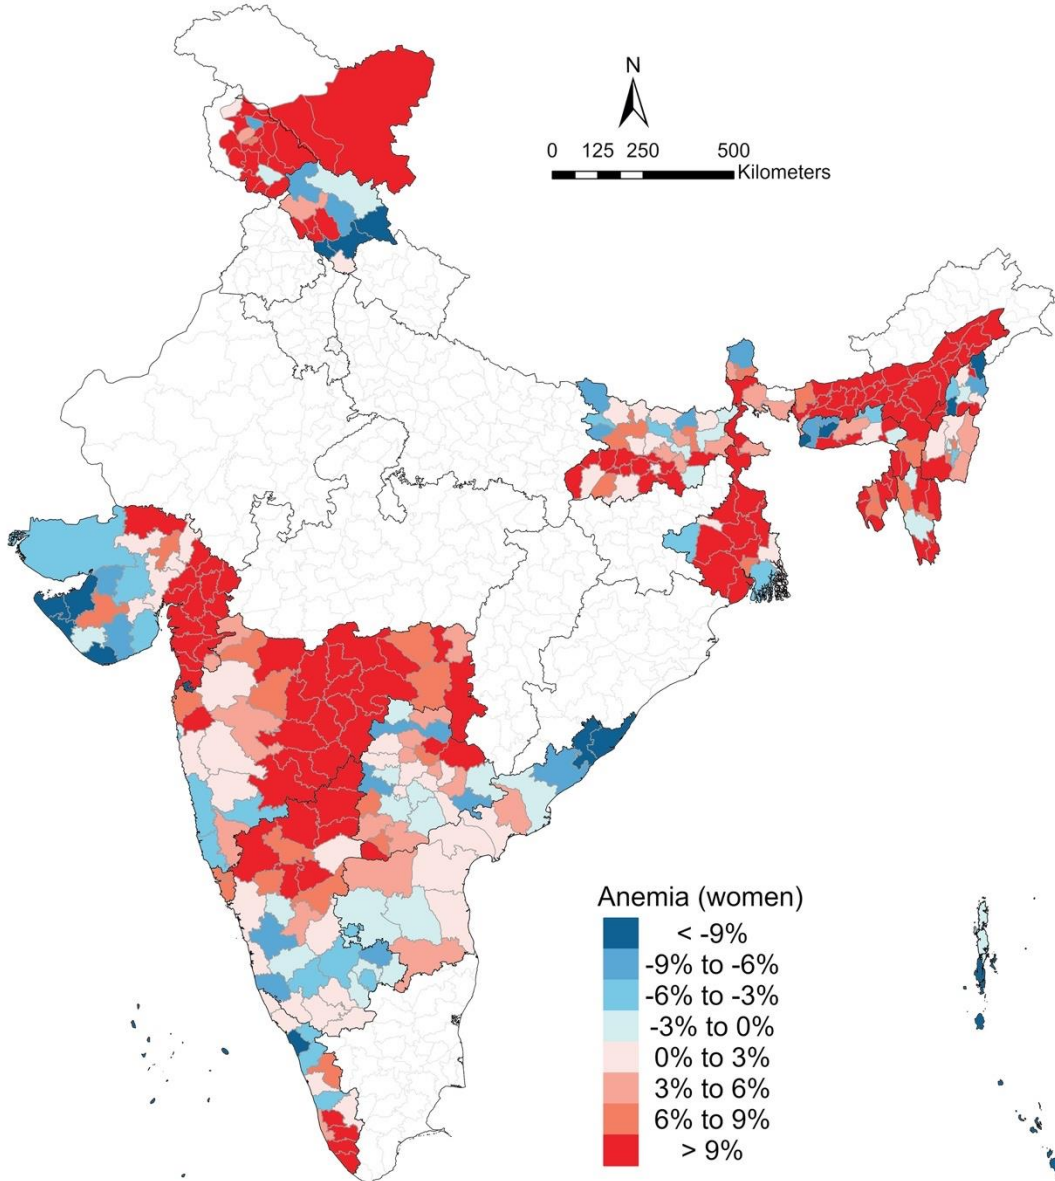 N
0 125 250 500
Kilometers
Anemia (women)
< -9%
-9% to -6%
-6% to -3%
-3% to 0%
0% to 3%
3% to 6%
6% to 9%
> 9%